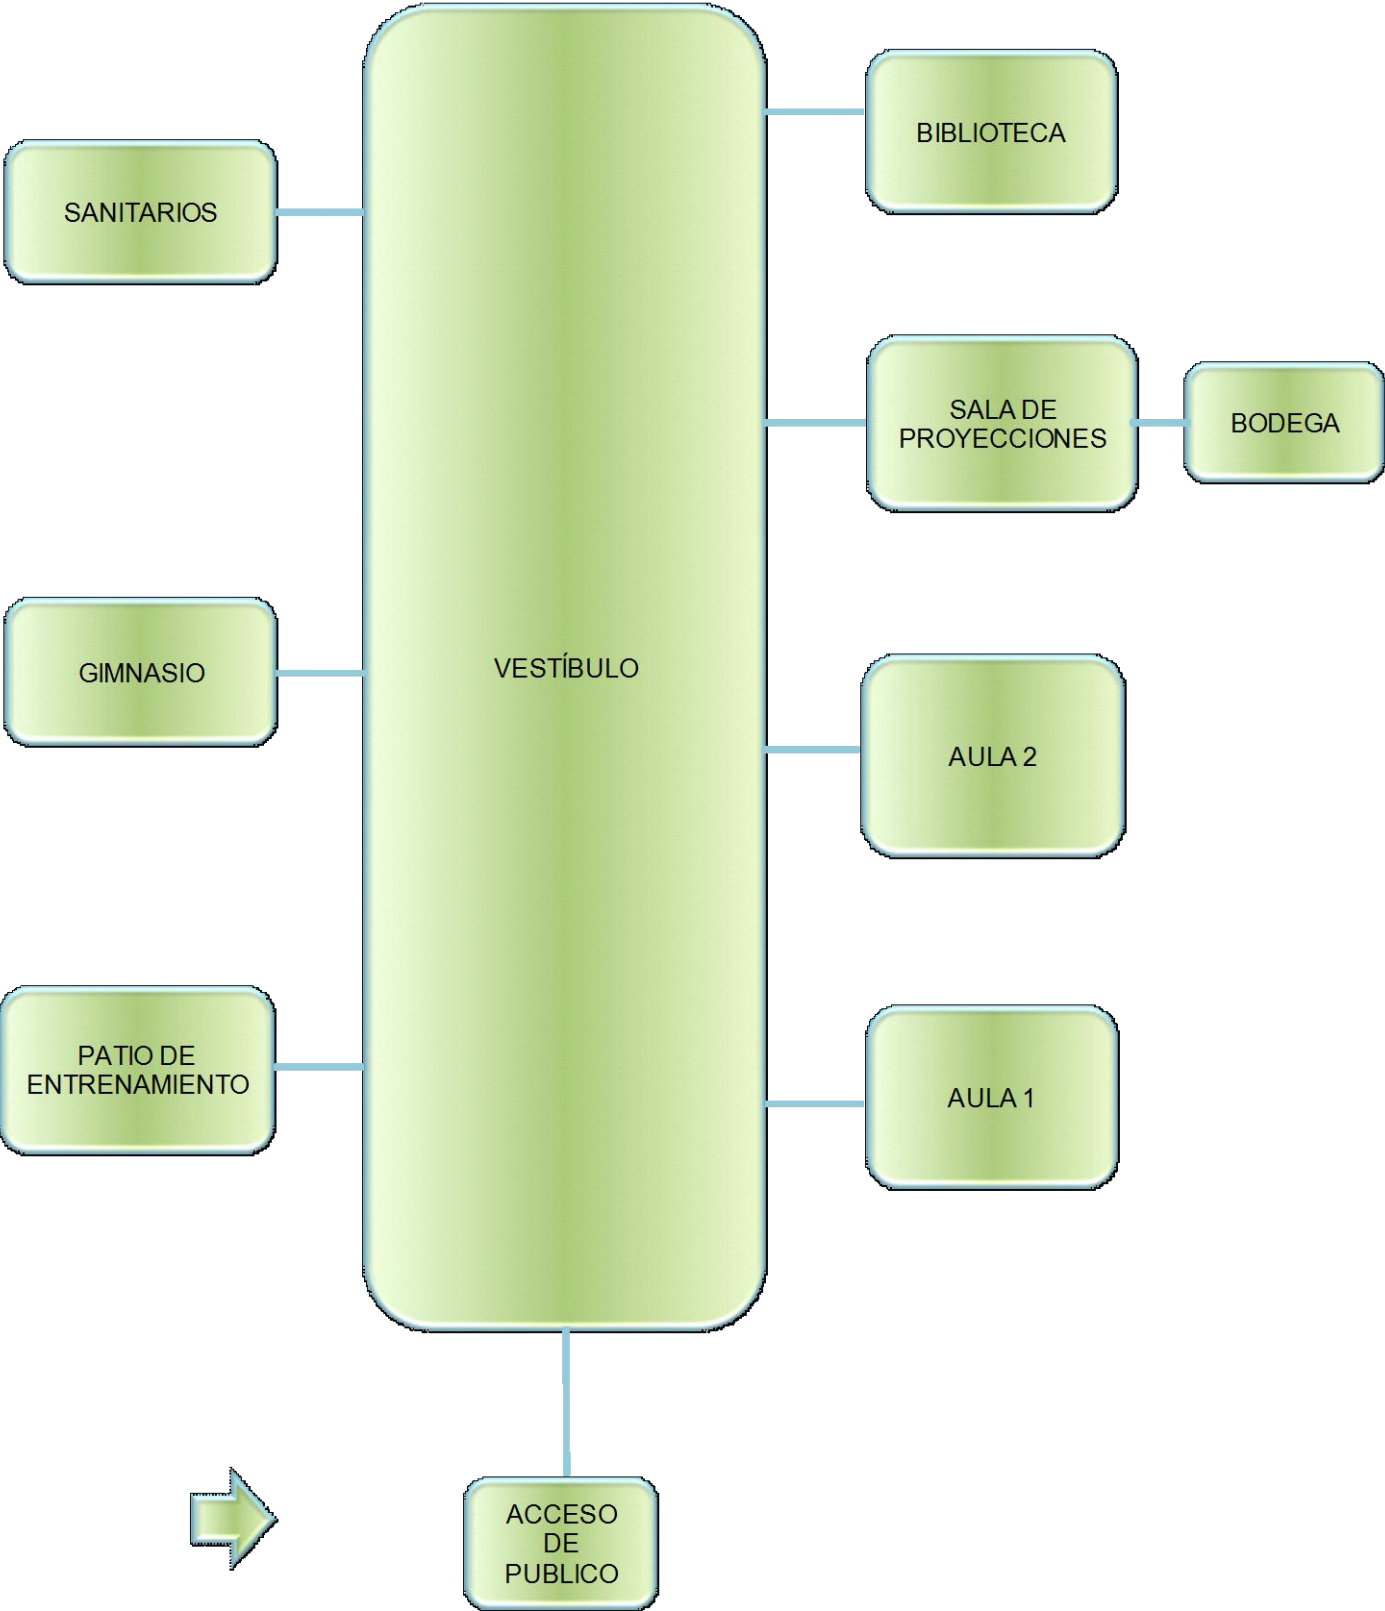 BIBLIOTECA
SANITARIOS
SALA DE
PROYECCIONES
BODEGA
VESTÍBULO
GIMNASIO
AULA 2
PATIO DE
ENTRENAMIENTO
AULA 1
ACCESO
DE
PUBLICO